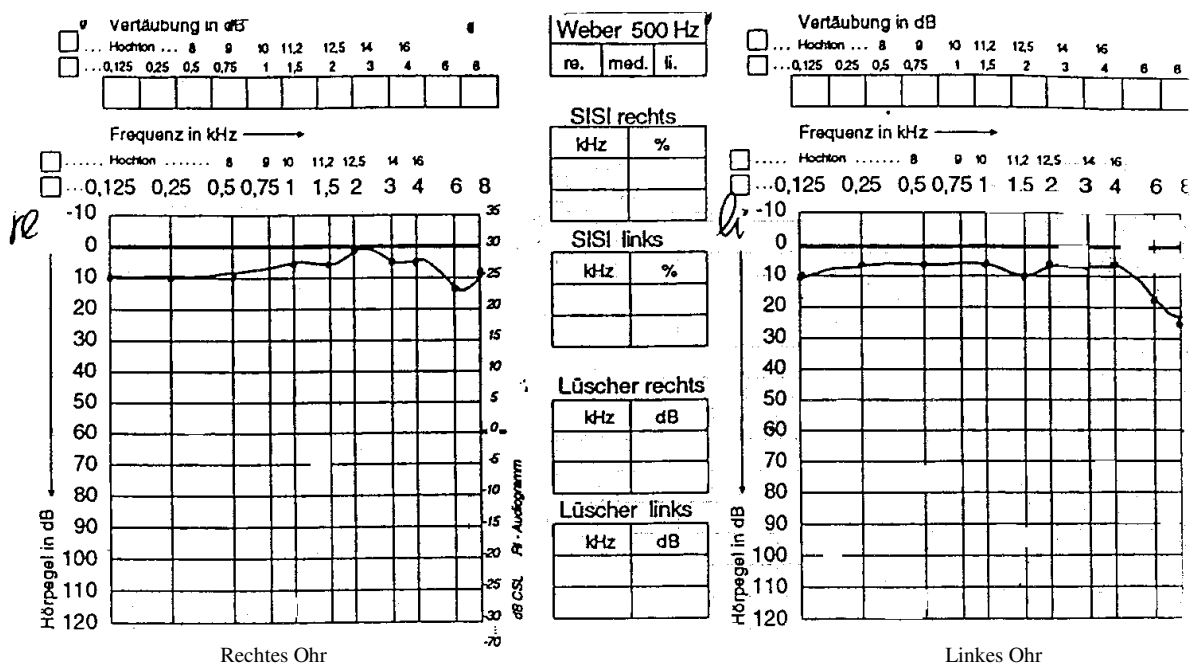 Vertäubung in dB
Hochton ... 8 9 10 11,2 12,5 14 16
... 0,125 0,25 0,5 0,75 1 1,5 2 3 4 6 8
Frequenz in kHz
...... Hochton ....... 8 9 10 11,2 12,5 14 16
...0,125 0,25 0,5 0,75 1 1,5 2 3 4 6 8
re
-10
0
10
20
30
40
50
60
70
80
90
100
110
120
Hörpegel in dB
35
30
25
20
15
10
5
0
-5
-10
-15
-20
-25
-30
-70
dB CSL Pit - Audiogramm
Rechtes Ohr
Weber 500 Hz
re. med. li.
SISI rechts
kHz %
SISI links
kHz %
Lüscher rechts
kHz dB
Lüscher links
kHz dB
Vertäubung in dB
.... Hochton ... 8 9 10 11,2 12,5 14 16
... 0,125 0,25 0,5 0,75 1 1,5 2 3 4 6
Frequenz in kHz
..... Hochton ....... 8 9 10 11,2 12,5 14 16
...0,125 0,25 0,5 0,75 1 1.5 2 3 4 6
li
-10
0
10
20
30
40
50
60
70
80
90
100
110
120
Hörpegel in dB
Linkes Ohr